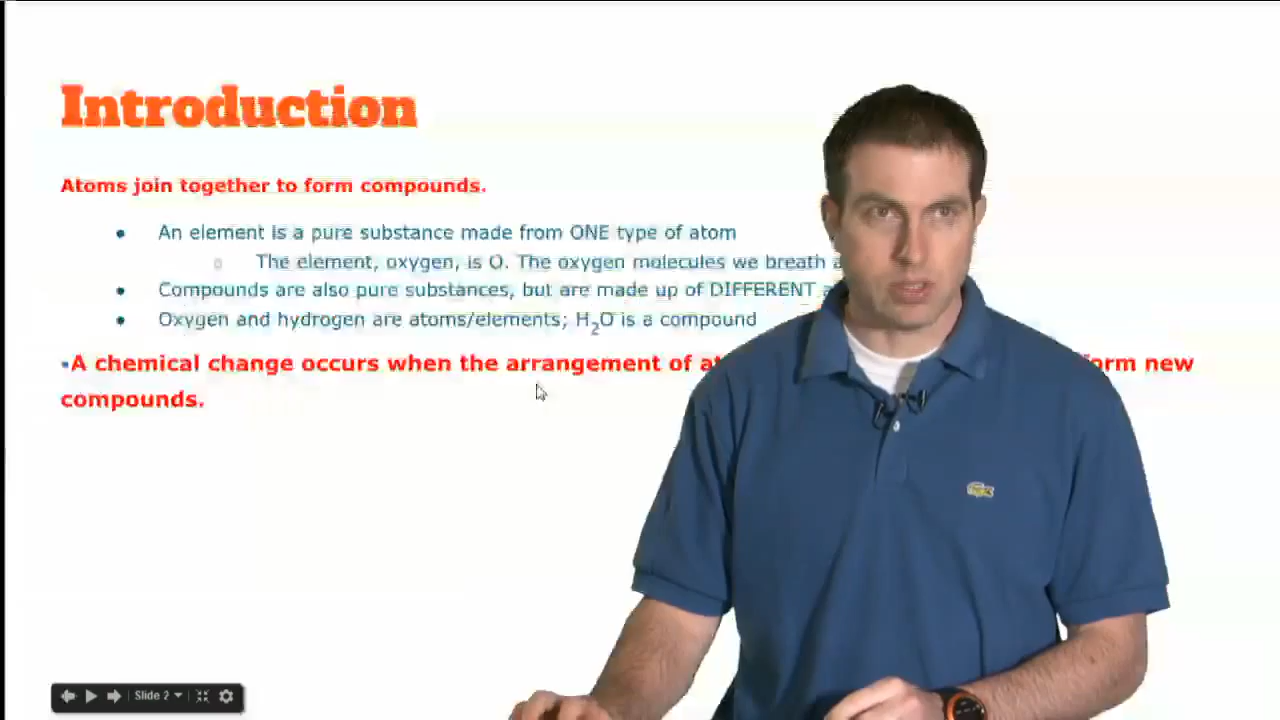 Introduction
Atoms join together to form compounds.
• An element is a pure substance made from ONE type of atom
o The element, oxygen, is O. The oxygen molecules we breath a
• Compounds are also pure substances, but are made up of DIFFERENT a
• Oxygen and hydrogen are atoms/elements; H₂O is a compound
•A chemical change occurs when the arrangement of at orm new
compounds.
Slide 2